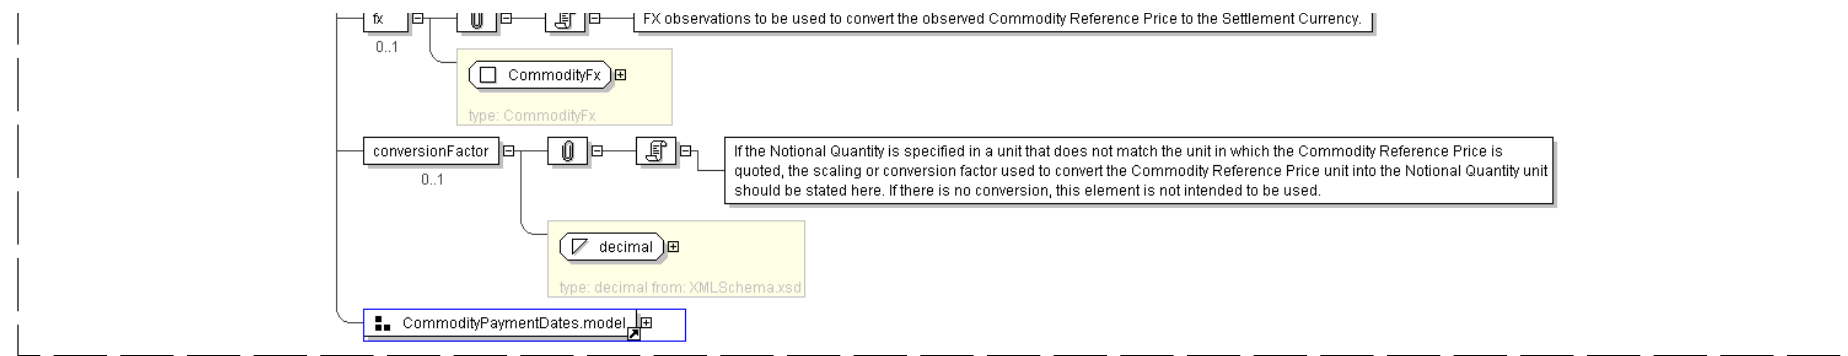 fx
FX observations to be used to convert the observed Commodity Reference Price to the Settlement Currency.
0..1
CommodityFx
type: CommodityFx
conversionFactor
0..1
If the Notional Quantity is specified in a unit that does not match the unit in which the Commodity Reference Price is
quoted, the scaling or conversion factor used to convert the Commodity Reference Price unit into the Notional Quantity unit
should be stated here. If there is no conversion, this element is not intended to be used.
decimal
type: decimal from: XMLSchema.xsd
CommodityPaymentDates.model